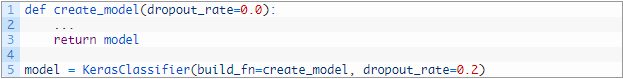 1 def create_model(dropout_rate=0.0):
2     ...
3     return model
4
5 model = KerasClassifier(build_fn=create_model, dropout_rate=0.2)